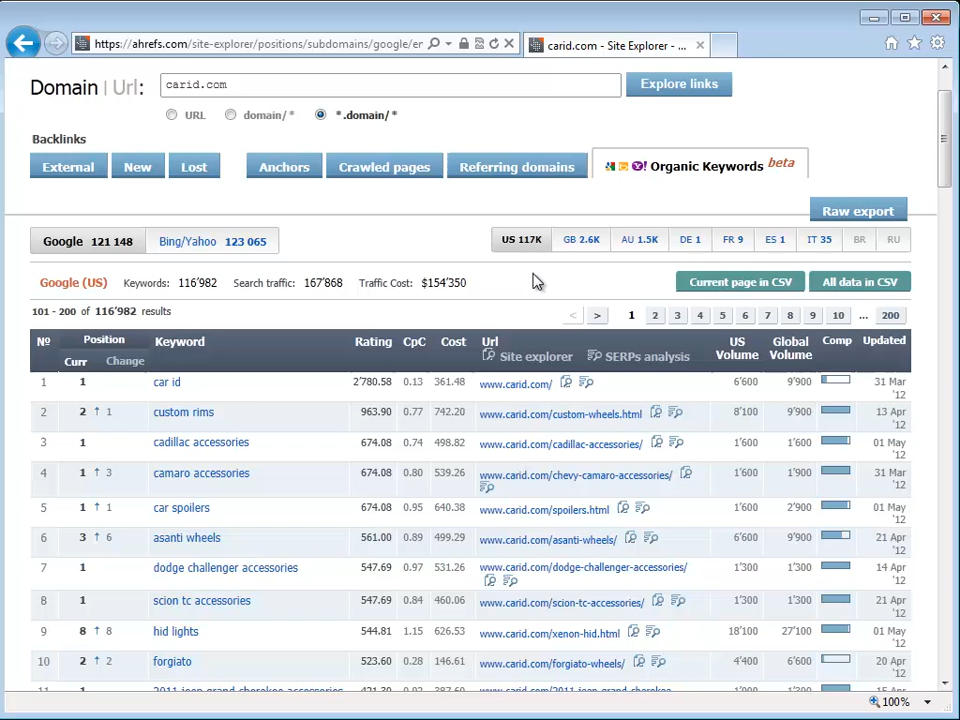 https://ahrefs.com/site-explorer/positions/subdomains/google/er
carid.com - Site Explorer - ...
Domain | Url: carid.com Explore links
URL domain/* *.domain/*
Backlinks
External New Lost Anchors Crawled pages Referring domains Y! Organic Keywords beta
Raw export
Google 121 148 Bing/Yahoo 123 065 US 117K GB 2.6K AU 1.5K DE 1 FR 9 ES 1 IT 35 BR RU
Google (US) Keywords: 116'982 Search traffic: 167'868 Traffic Cost: $154'350 Current page in CSV All data in CSV
101 - 200 of 116'982 results < > 1 2 3 4 5 6 7 8 9 10 ... 200
Nº Position Keyword Rating CpC Cost Url US Volume Global Volume Comp Updated
Curr Change Site explorer SERPs analysis
1 1 car id 2'780.58 0.13 361.48 www.carid.com/ 6'600 9'900 31 Mar '12
2 2 ↑ 1 custom rims 963.90 0.77 742.20 www.carid.com/custom-wheels.html 8'100 9'900 13 Apr '12
3 1 cadillac accessories 674.08 0.74 498.82 www.carid.com/cadillac-accessories/ 1'600 1'600 01 May '12
4 1 ↑ 3 camaro accessories 674.08 0.80 539.26 www.carid.com/chevy-camaro-accessories/ 1'600 1'900 31 Mar '12
5 1 ↑ 1 car spoilers 674.08 0.95 640.38 www.carid.com/spoilers.html 1'600 2'900 01 May '12
6 3 ↑ 6 asanti wheels 561.00 0.89 499.29 www.carid.com/asanti-wheels/ 6'600 9'900 21 Apr '12
7 1 dodge challenger accessories 547.69 0.97 531.26 www.carid.com/dodge-challenger-accessories/ 1'300 1'300 14 Apr '12
8 1 scion tc accessories 547.69 0.84 460.06 www.carid.com/scion-tc-accessories/ 1'300 1'300 21 Apr '12
9 8 ↑ 8 hid lights 544.81 1.15 626.53 www.carid.com/xenon-hid.html 18'100 27'100 01 May '12
10 2 ↑ 2 forgiato 523.60 0.28 146.61 www.carid.com/forgiato-wheels/ 4'400 6'600 20 Apr '12
11 1 2011 jeep grand cherokee accessories
100%